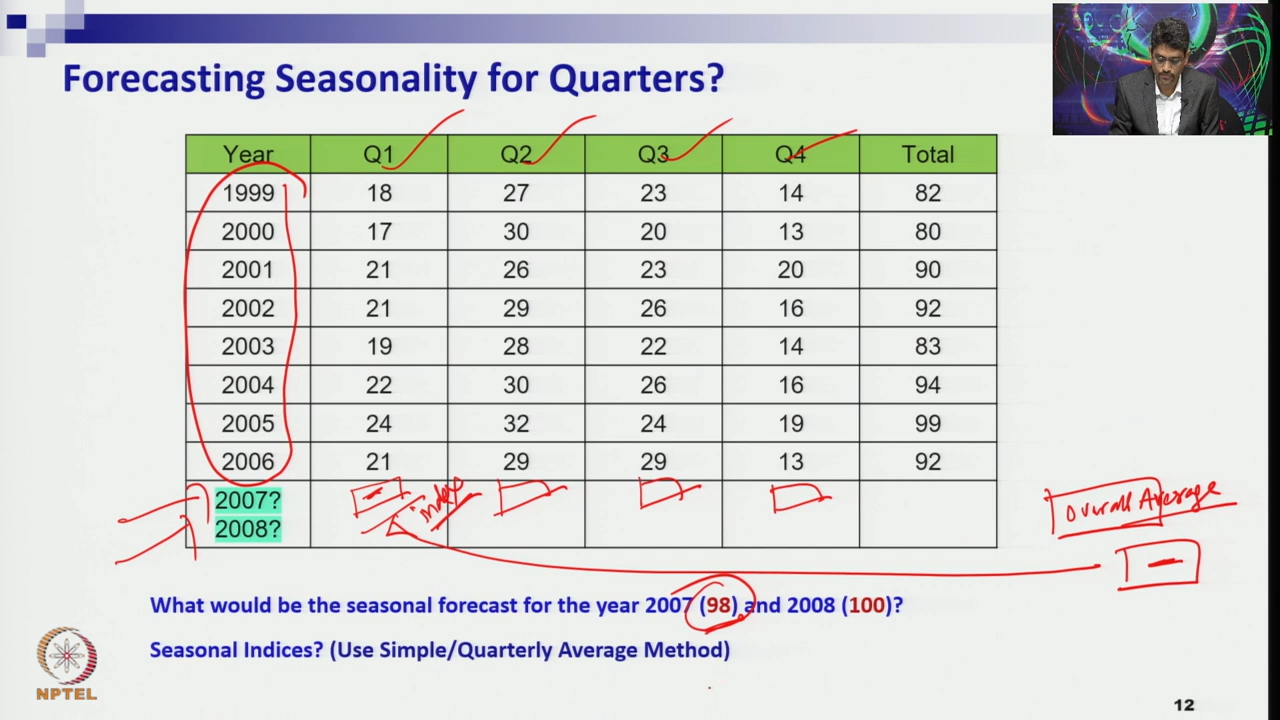 Forecasting Seasonality for Quarters?
Year Q1 Q2 Q3 Q4 Total
1999 18 27 23 14 82
2000 17 30 20 13 80
2001 21 26 23 20 90
2002 21 29 26 16 92
2003 19 28 22 14 83
2004 22 30 26 16 94
2005 24 32 24 19 99
2006 21 29 29 13 92
2007?
2008?
index
Overall Average
What would be the seasonal forecast for the year 2007 (98) and 2008 (100)?
Seasonal Indices? (Use Simple/Quarterly Average Method)
NPTEL
12